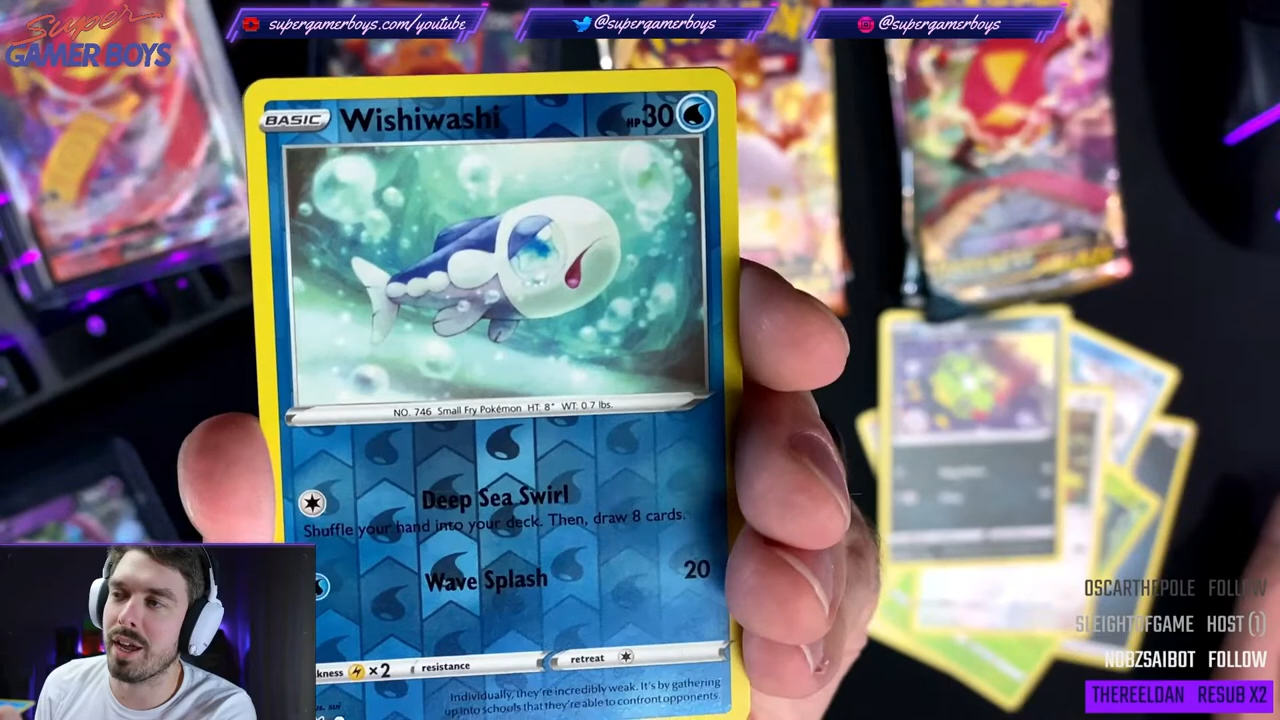 Super
GAMER BOYS
supergamerboys.com/youtube
@supergamerboys
@supergamerboys
BASIC
Wishiwashi
HP 30
NO. 746 Small Fry Pokémon HT: 8" WT: 0.7 lbs.
Deep Sea Swirl
Shuffle your hand into your deck. Then, draw 8 cards.
Wave Splash 20
kness ×2 resistance retreat
Individually, they're incredibly weak. It's by gathering
up into schools that they're able to confront opponents.
OSCARTHEPOLE FOLLOW
SLEIGHTOFGAME HOST (1)
NOBZSAIBOT FOLLOW
THEREELDAN RESUB X2